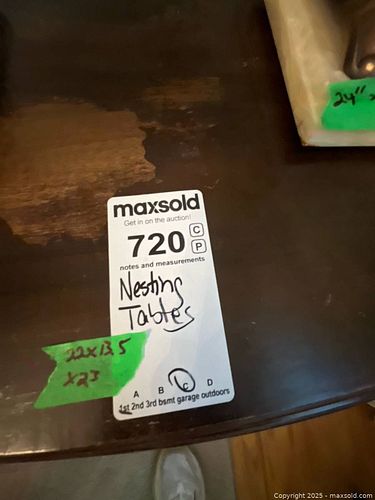 24"
maxsold
Get in on the auction!
720 C
P
notes and measurements
Nesting
Tables
22x13.5
x23
A B C D
1st 2nd 3rd bsmt garage outdoors
Copyright © 2025 - maxsold.com